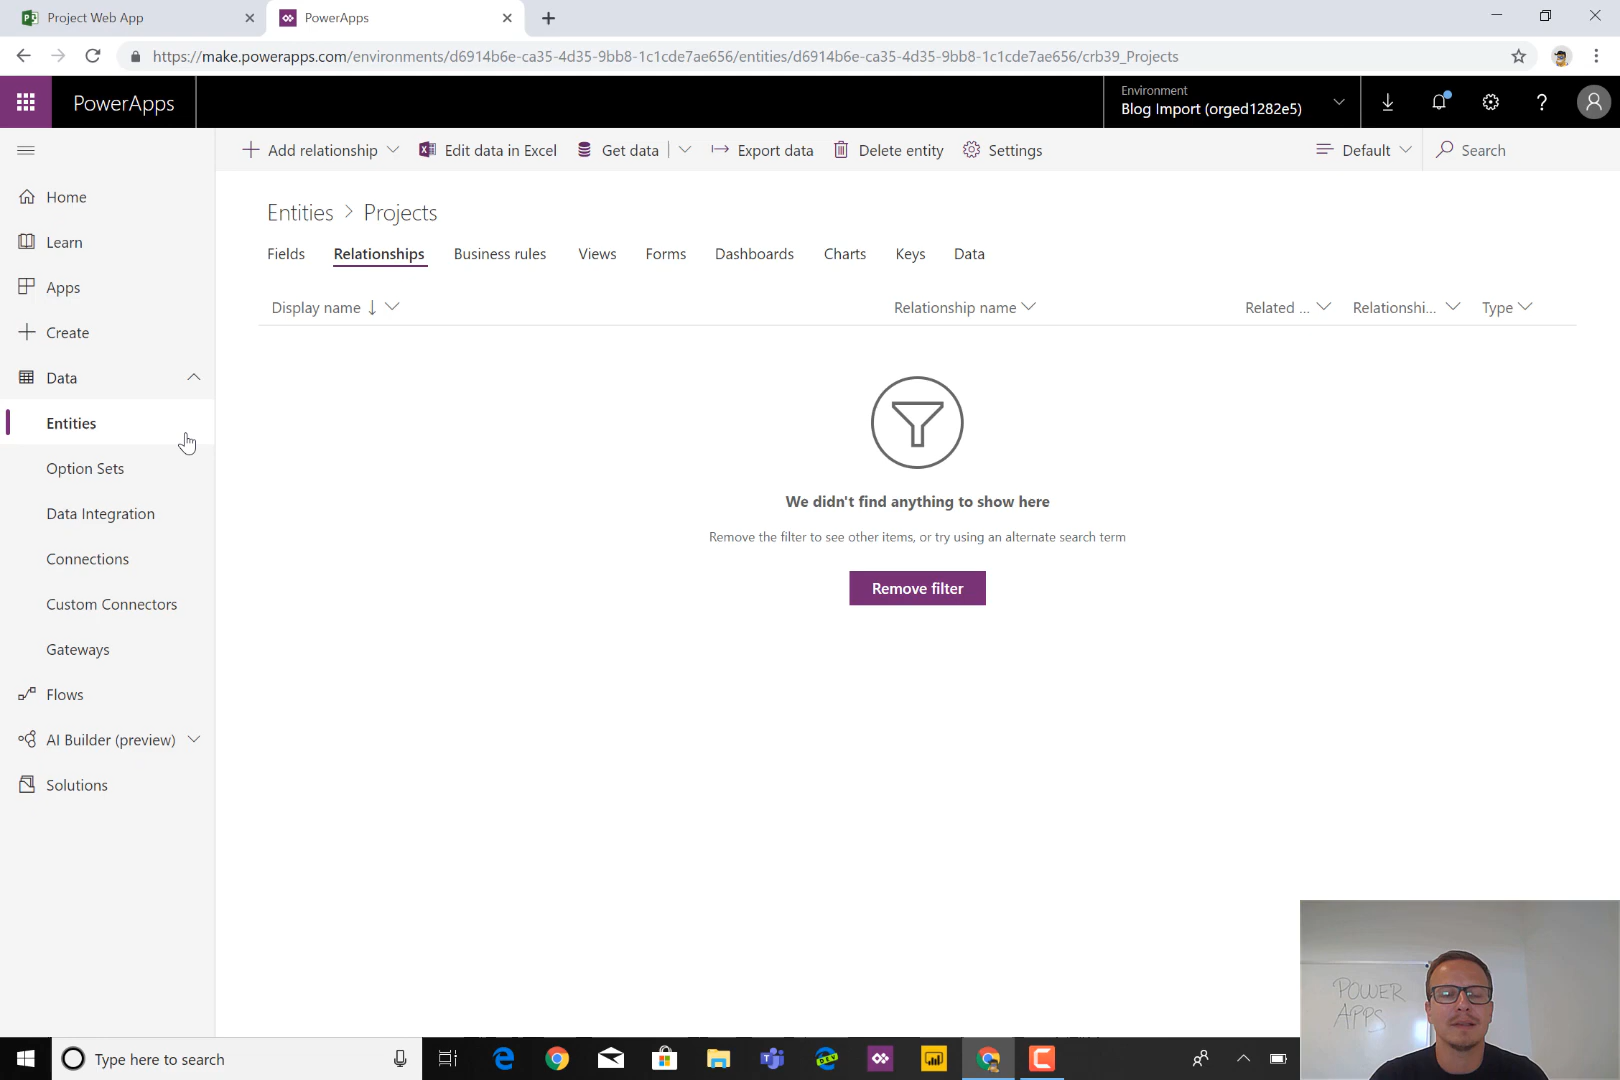 Project Web App
PowerApps
https://make.powerapps.com/environments/d6914b6e-ca35-4d35-9bb8-1c1cde7ae656/entities/d6914b6e-ca35-4d35-9bb8-1c1cde7ae656/crb39_Projects
PowerApps
Environment
Blog Import (orged1282e5)
?
Add relationship
Edit data in Excel
Get data
Export data
Delete entity
Settings
Default
Search
Home
Learn
Apps
Create
Data
Entities
Option Sets
Data Integration
Connections
Custom Connectors
Gateways
Flows
AI Builder (preview)
Solutions
Entities > Projects
Fields
Relationships
Business rules
Views
Forms
Dashboards
Charts
Keys
Data
Display name
Relationship name
Related ...
Relationshi...
Type
We didn't find anything to show here
Remove the filter to see other items, or try using an alternate search term
Remove filter
POWER
APPS
Type here to search
DEV